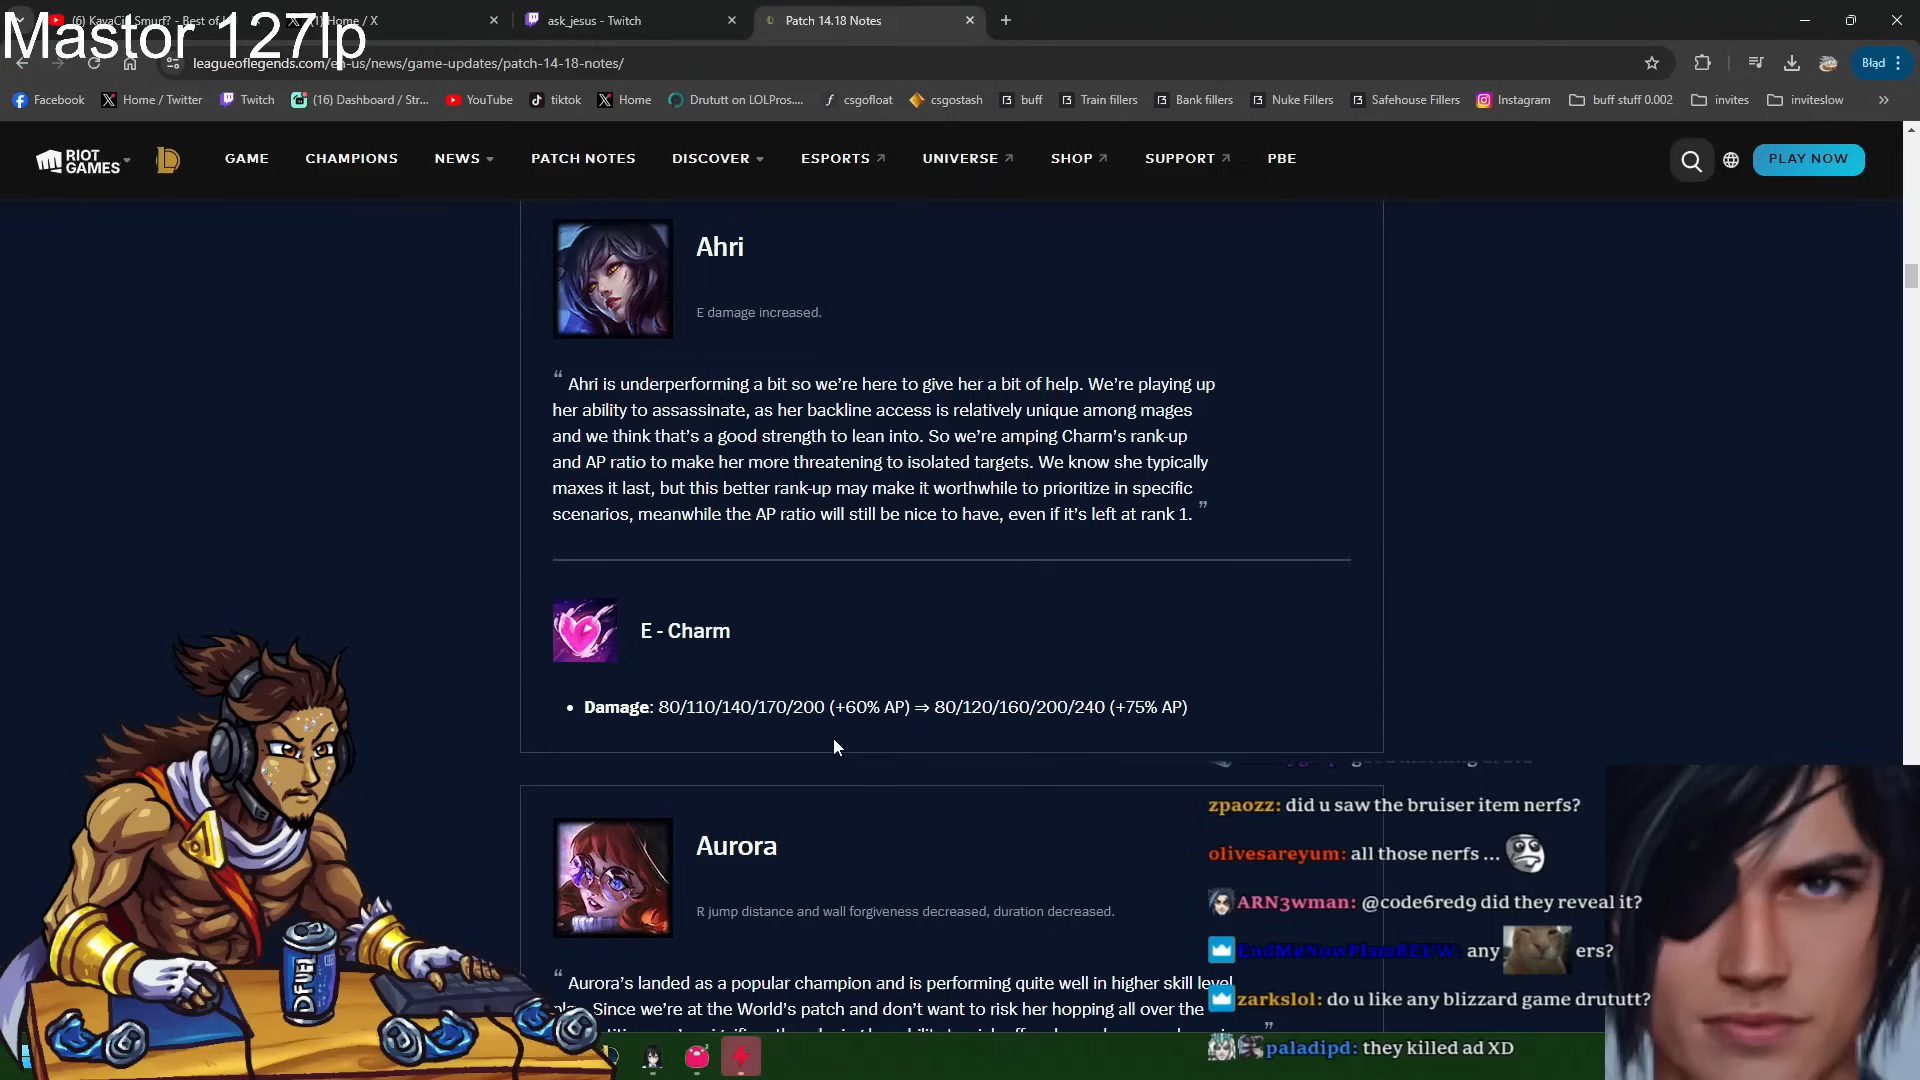 Mastor 127lp
(6) KavaCi Smurf? - Best of
(1) Home / X
ask_jesus - Twitch
Patch 14.18 Notes
leagueoflegends.com/en-us/news/game-updates/patch-14-18-notes/
Błąd
Facebook
Home / Twitter
Twitch
(16) Dashboard / Str...
YouTube
tiktok
Home
Drututt on LOLPros....
csgofloat
csgostash
buff
Train fillers
Bank fillers
Nuke Fillers
Safehouse Fillers
Instagram
buff stuff 0.002
invites
inviteslow
RIOT GAMES
GAME
CHAMPIONS
NEWS
PATCH NOTES
DISCOVER
ESPORTS
UNIVERSE
SHOP
SUPPORT
PBE
PLAY NOW
Ahri
E damage increased.
“ Ahri is underperforming a bit so we’re here to give her a bit of help. We’re playing up
her ability to assassinate, as her backline access is relatively unique among mages
and we think that’s a good strength to lean into. So we’re amping Charm’s rank-up
and AP ratio to make her more threatening to isolated targets. We know she typically
maxes it last, but this better rank-up may make it worthwhile to prioritize in specific
scenarios, meanwhile the AP ratio will still be nice to have, even if it’s left at rank 1. ”
E - Charm
• Damage: 80/110/140/170/200 (+60% AP) ⇒ 80/120/160/200/240 (+75% AP)
Aurora
R jump distance and wall forgiveness decreased, duration decreased.
“ Aurora’s landed as a popular champion and is performing quite well in higher skill level
Since we’re at the World’s patch and don’t want to risk her hopping all over the
zpaozz: did u saw the bruiser item nerfs?
olivesareyum: all those nerfs ...
ARN3wman: @code6red9 did they reveal it?
any ers?
zarkslol: do u like any blizzard game drututt?
paladipd: they killed ad XD
DFUEL